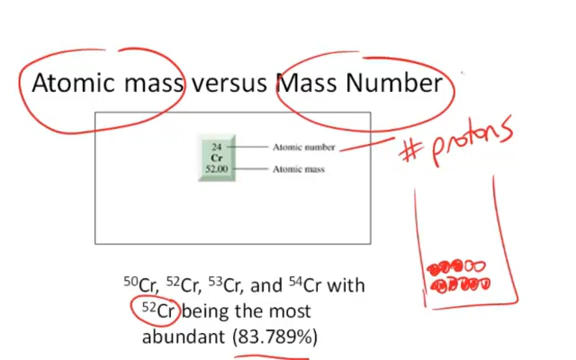 Atomic mass versus Mass Number
24
Cr
52.00
Atomic number
Atomic mass
# protons
⁵⁰Cr, ⁵²Cr, ⁵³Cr, and ⁵⁴Cr with
⁵²Cr being the most
abundant (83.789%)